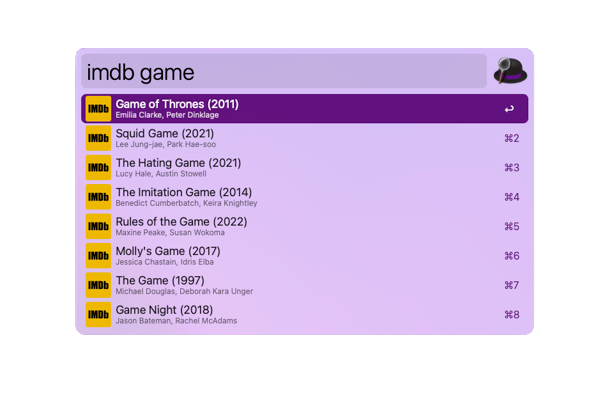 imdb game
IMDb Game of Thrones (2011) ↩
Emilia Clarke, Peter Dinklage
IMDb Squid Game (2021) ⌘2
Lee Jung-jae, Park Hae-soo
IMDb The Hating Game (2021) ⌘3
Lucy Hale, Austin Stowell
IMDb The Imitation Game (2014) ⌘4
Benedict Cumberbatch, Keira Knightley
IMDb Rules of the Game (2022) ⌘5
Maxine Peake, Susan Wokoma
IMDb Molly's Game (2017) ⌘6
Jessica Chastain, Idris Elba
IMDb The Game (1997) ⌘7
Michael Douglas, Deborah Kara Unger
IMDb Game Night (2018) ⌘8
Jason Bateman, Rachel McAdams